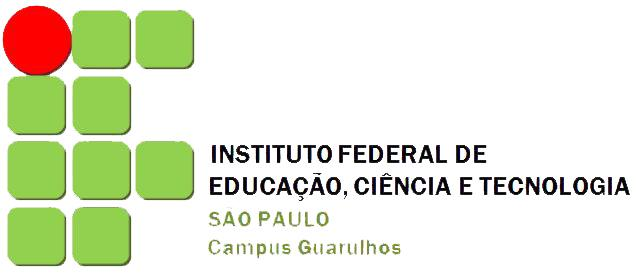 INSTITUTO FEDERAL DE
EDUCAÇÃO, CIÊNCIA E TECNOLOGIA
SÃO PAULO
Campus Guarulhos